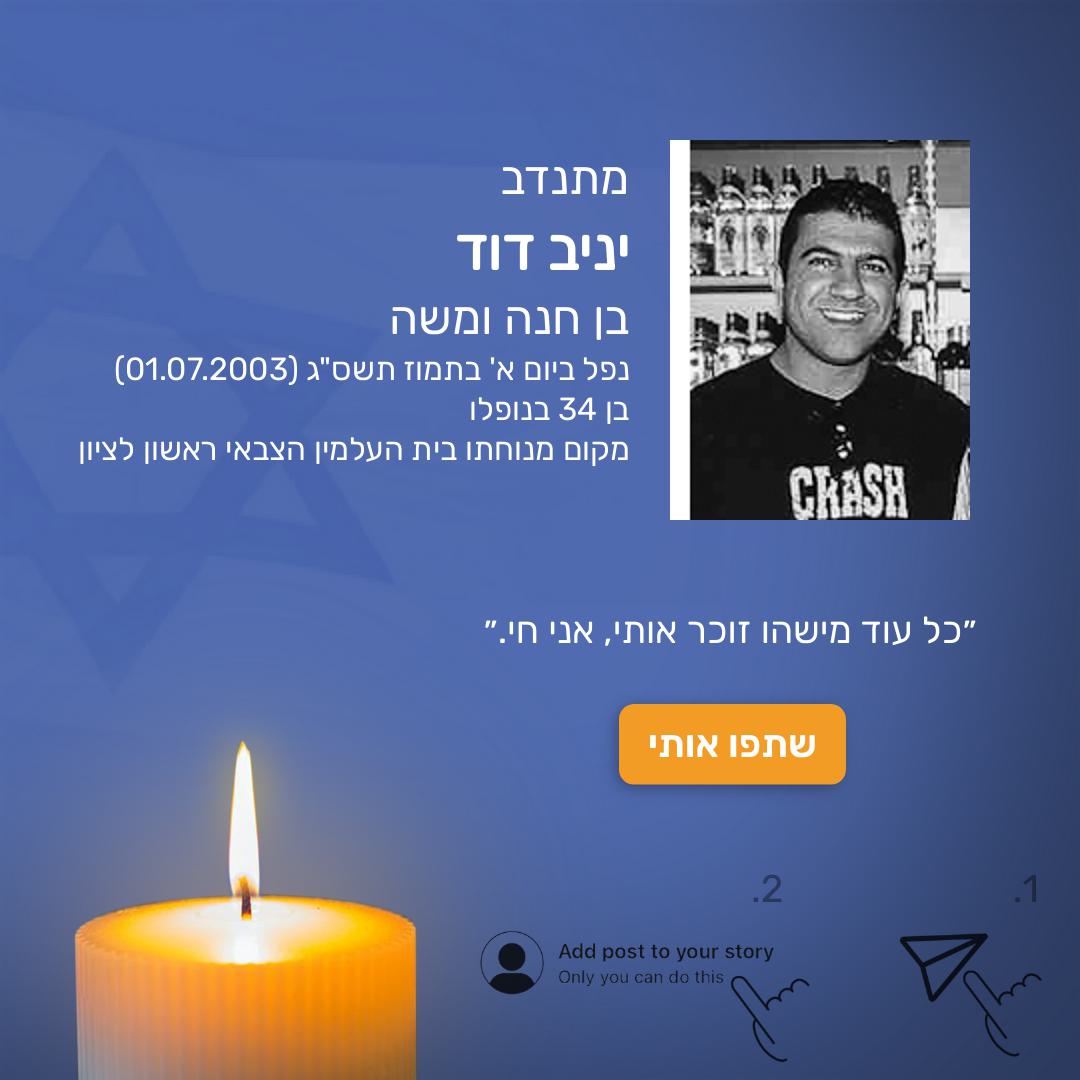 מתנדב
יניב דוד
בן חנה ומשה
נפל ביום א' בתמוז תשס"ג (01.07.2003)
בן 34 בנופלו
מקום מנוחתו בית העלמין הצבאי ראשון לציון
CRASH
״כל עוד מישהו זוכר אותי, אני חי.״
שתפו אותי
.1
.2
Add post to your story
Only you can do this